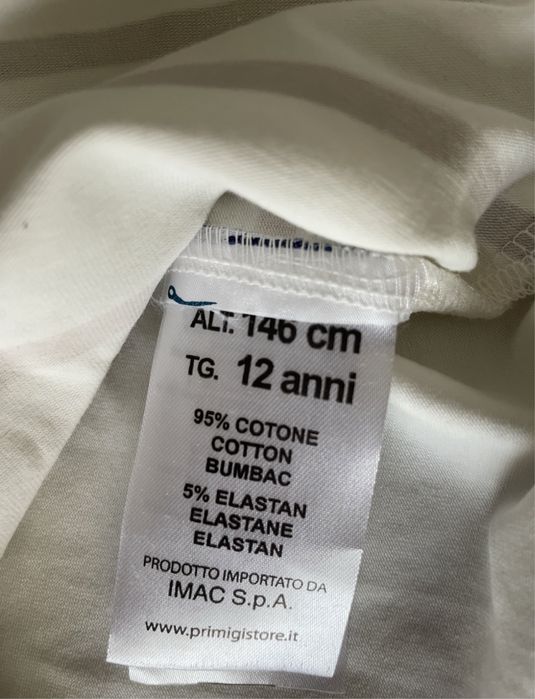 ALT. 146 cm
TG. 12 anni
95% COTONE
COTTON
BUMBAC
5% ELASTAN
ELASTANE
ELASTAN
PRODOTTO IMPORTATO DA
IMAC S.p.A.
www.primigistore.it